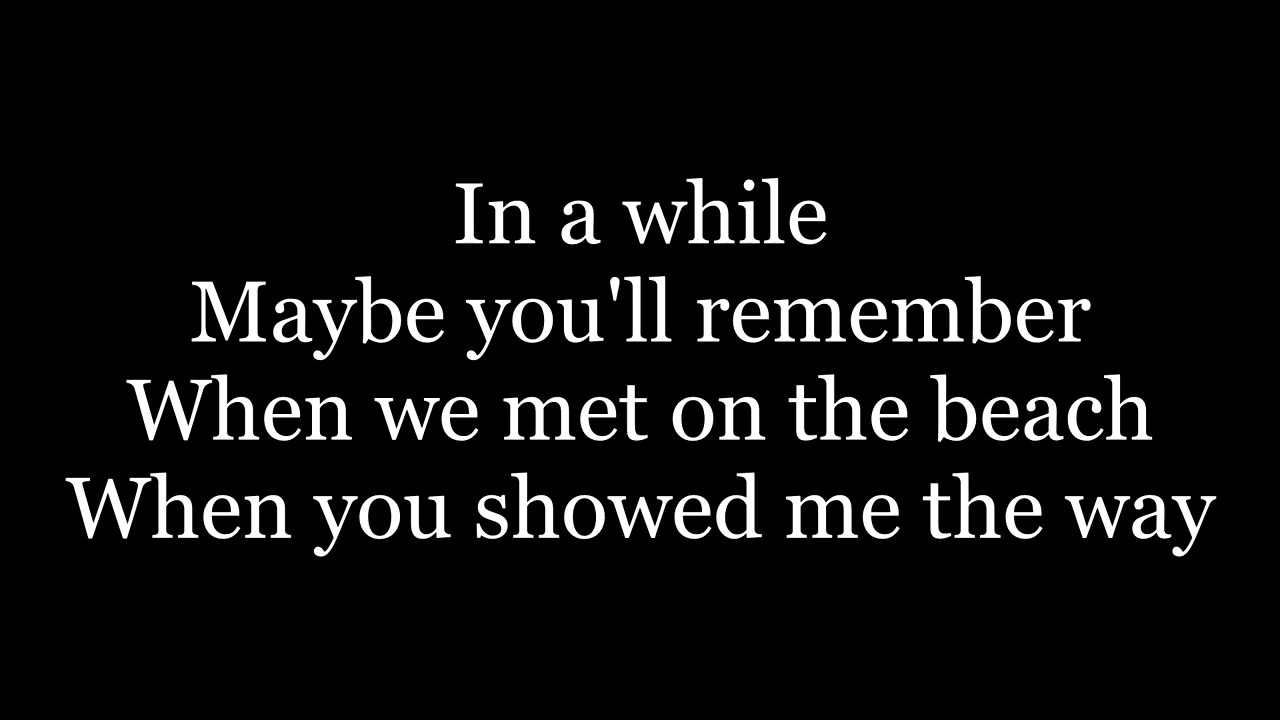 In a while
Maybe you'll remember
When we met on the beach
When you showed me the way